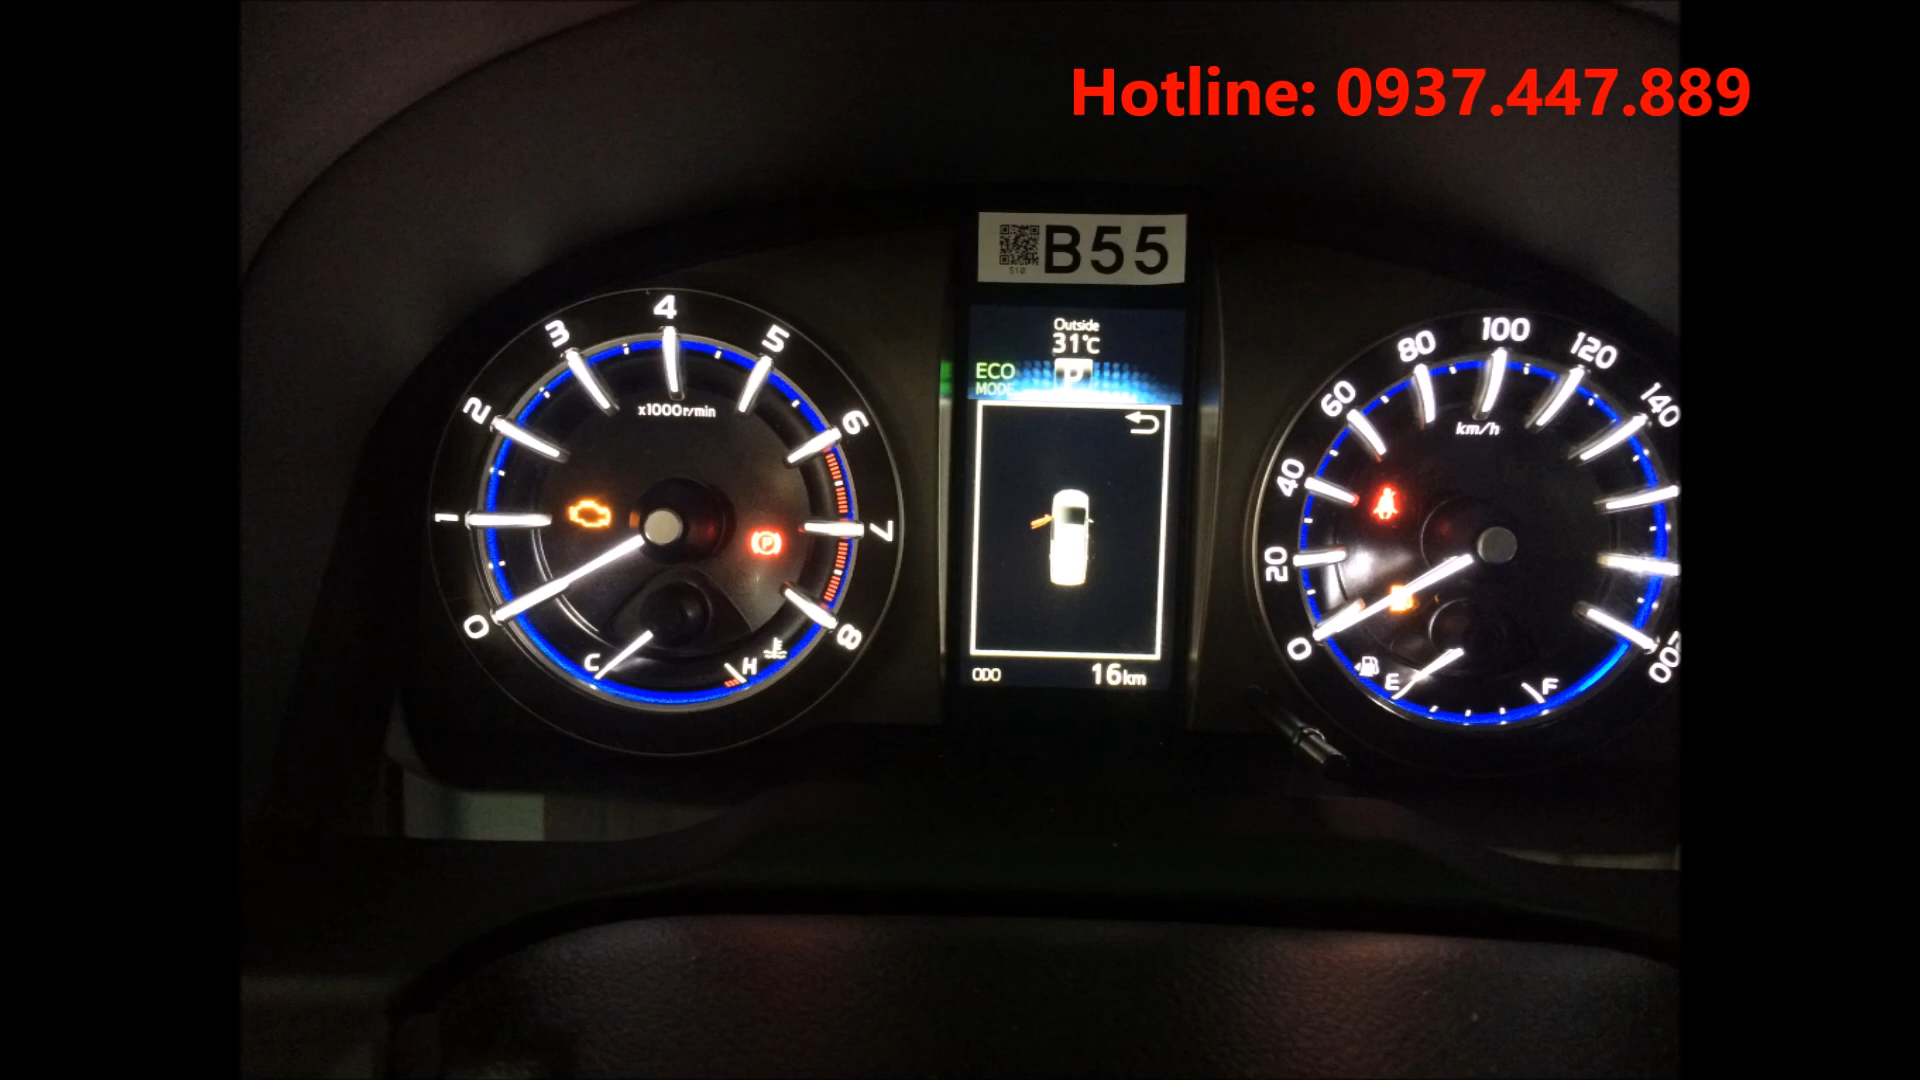 Hotline: 0937.447.889
B55
510
Outside
31°C
ECO
MODE
P
ODO 16km
0 1 2 3 4 5 6 7 8
x1000r/min
P
C H
0 20 40 60 80 100 120 140
km/h
E F